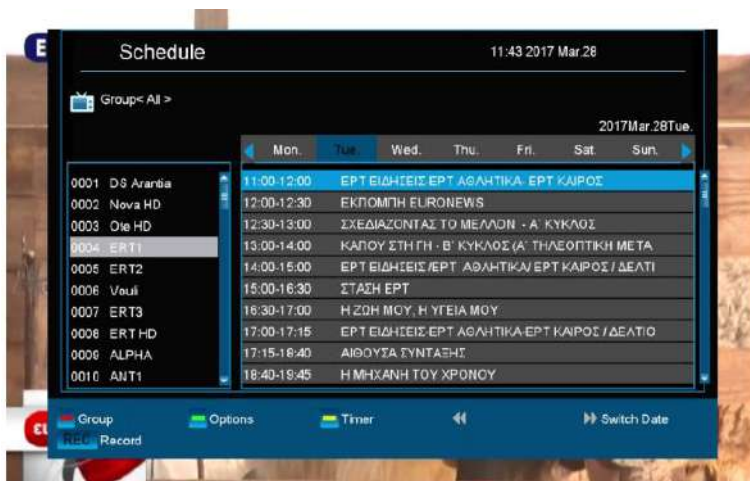 E
Schedule
11:43 2017 Mar.28
Group< All >
2017Mar.28Tue.
Mon. Tue. Wed. Thu. Fri. Sat Sun.
0001 DS Arantia
0002 Nova HD
0003 Ote HD
0004 ERT1
0005 ERT2
0006 Vouli
0007 ERT3
0008 ERT HD
0009 ALPHA
0010 ANT1
11:00-12:00 ΕΡΤ ΕΙΔΗΣΕΙΣ-ΕΡΤ ΑΘΛΗΤΙΚΑ- ΕΡΤ ΚΑΙΡΟΣ
12:00-12:30 ΕΚΠΟΜΠΗ EURONEWS
12:30-13:00 ΣΧΕΔΙΑΖΟΝΤΑΣ ΤΟ ΜΕΛΛΟΝ - Α' ΚΥΚΛΟΣ
13:00-14:00 ΚΑΠΟΥ ΣΤΗ ΓΗ - Β' ΚΥΚΛΟΣ (Α' ΤΗΛΕΟΠΤΙΚΗ ΜΕΤΑ
14:00-15:00 ΕΡΤ ΕΙΔΗΣΕΙΣ /ΕΡΤ ΑΘΛΗΤΙΚΑ/ ΕΡΤ ΚΑΙΡΟΣ / ΔΕΛΤΙ
15:00-16:30 ΣΤΑΣΗ ΕΡΤ
16:30-17:00 Η ΖΩΗ ΜΟΥ, Η ΥΓΕΙΑ ΜΟΥ
17:00-17:15 ΕΡΤ ΕΙΔΗΣΕΙΣ-ΕΡΤ ΑΘΛΗΤΙΚΑ-ΕΡΤ ΚΑΙΡΟΣ / ΔΕΛΤΙΟ
17:15-18:40 ΑΙΘΟΥΣΑ ΣΥΝΤΑΞΗΣ
18:40-19:45 Η ΜΗΧΑΝΗ ΤΟΥ ΧΡΟΝΟΥ
Group Options Timer Switch Date
REC Record